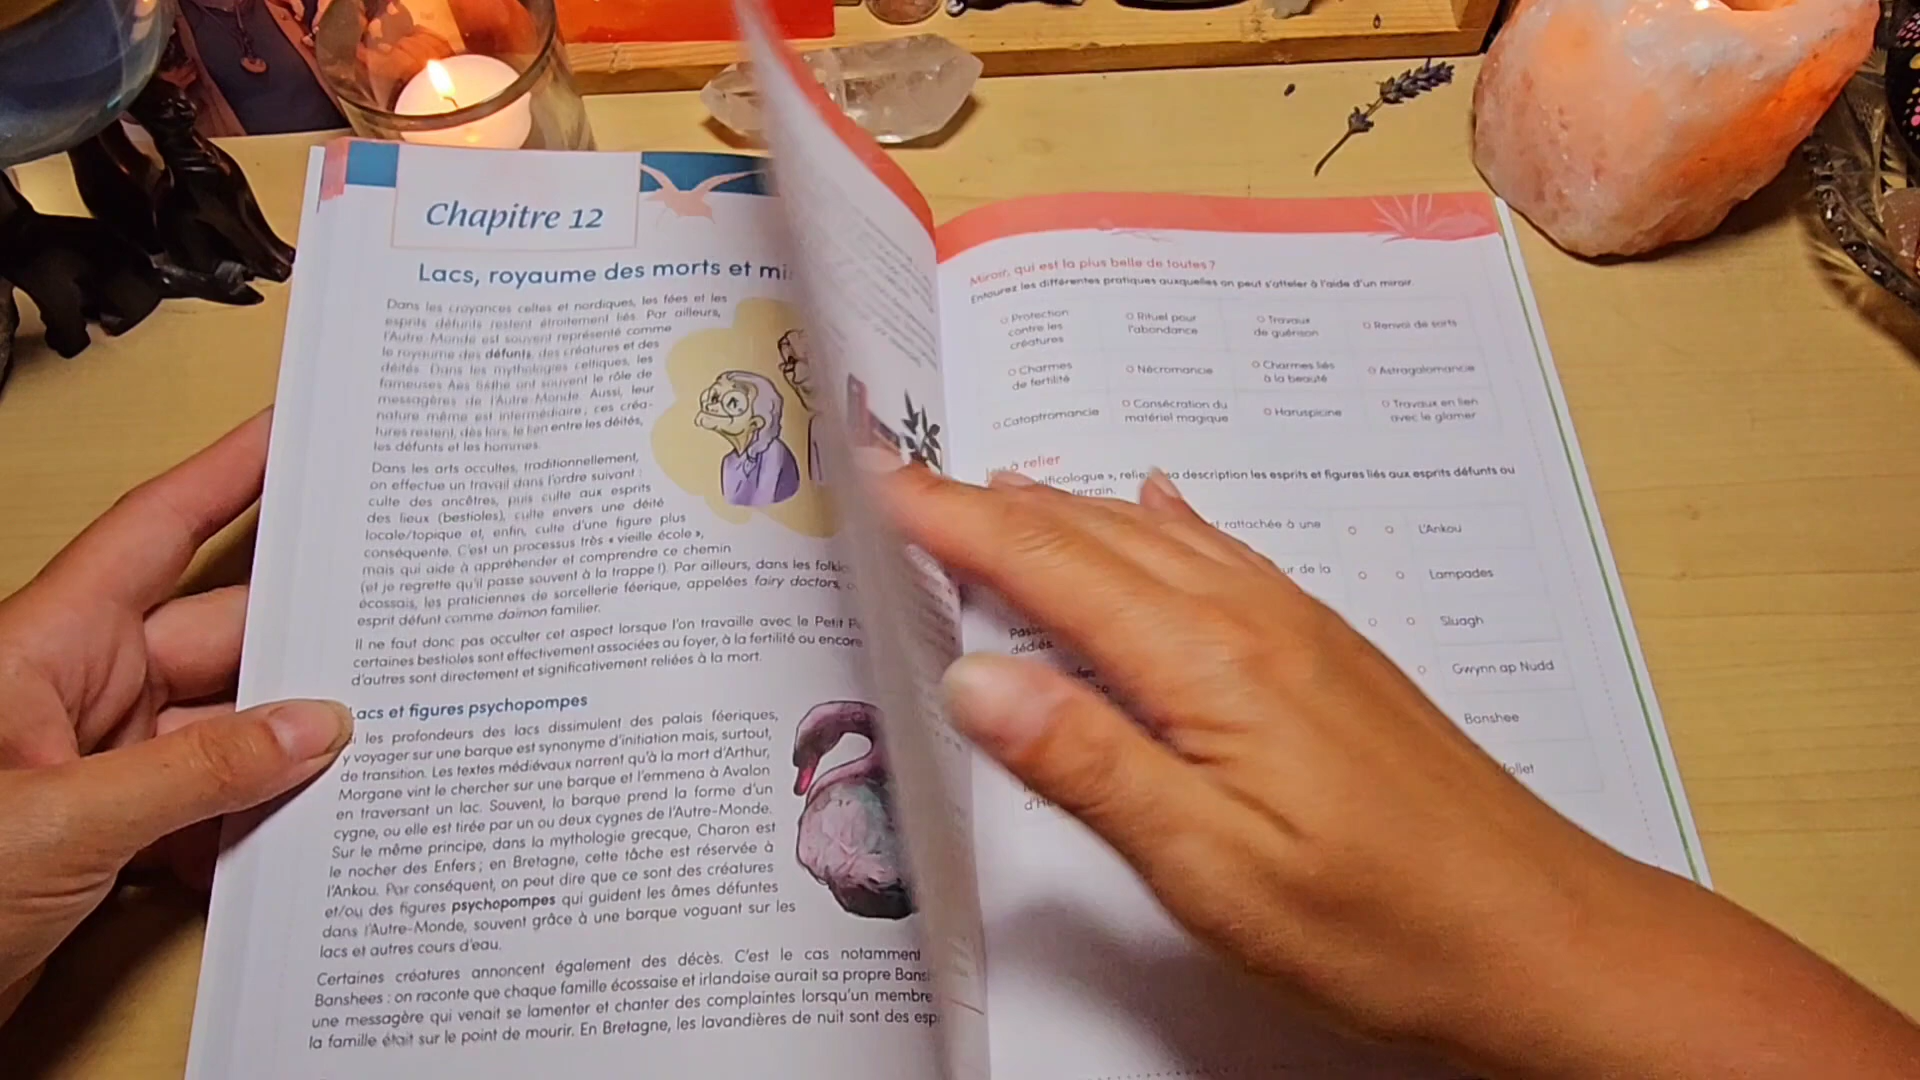 Chapitre 12
Lacs, royaume des morts et mi
Dans les croyances celtes et nordiques, les fées et les
esprits défunts restent étroitement liés. Par ailleurs,
l'Autre-Monde est souvent représenté comme
le royaume des défunts, des créatures et des
déités. Dans les mythologies celtiques, les
fameuses Aes Sidhe ont souvent le rôle de
messagères de l'Autre-Monde. Aussi, leur
nature même est intermédiaire ; ces créa-
tures restent, dès lors, le lien entre les déités,
les défunts et les hommes.
Dans les arts occultes, traditionnellement,
on effectue un travail dans l'ordre suivant :
culte des ancêtres, puis culte aux esprits
des lieux (bestioles), culte envers une déité
locale/topique et, enfin, culte d'une figure plus
conséquente. C'est un processus très « vieille école »,
mais qui aide à appréhender et comprendre ce chemin
(et je regrette qu'il passe souvent à la trappe !). Par ailleurs, dans les folk
écossais, les praticiennes de sorcellerie féerique, appelées fairy doctors,
esprit défunt comme daimon familier.
Il ne faut donc pas occulter cet aspect lorsque l'on travaille avec le Petit P
certaines bestioles sont effectivement associées au foyer, à la fertilité ou encore
d'autres sont directement et significativement reliées à la mort.
Lacs et figures psychopompes
i les profondeurs des lacs dissimulent des palais féeriques,
y voyager sur une barque est synonyme d'initiation mais, surtout,
de transition. Les textes médiévaux narrent qu'à la mort d'Arthur,
Morgane vint le chercher sur une barque et l'emmena à Avalon
en traversant un lac. Souvent, la barque prend la forme d'un
cygne, ou elle est tirée par un ou deux cygnes de l'Autre-Monde.
Sur le même principe, dans la mythologie grecque, Charon est
le nocher des Enfers ; en Bretagne, cette tâche est réservée à
l'Ankou. Par conséquent, on peut dire que ce sont des créatures
et/ou des figures psychopompes qui guident les âmes défuntes
dans l'Autre-Monde, souvent grâce à une barque voguant sur les
lacs et autres cours d'eau.
Certaines créatures annoncent également des décès. C'est le cas notamment
Banshees : on raconte que chaque famille écossaise et irlandaise aurait sa propre Bans
une messagère qui venait se lamenter et chanter des complaintes lorsqu'un membre
la famille était sur le point de mourir. En Bretagne, les lavandières de nuit sont des esp
Miroir, qui est la plus belle de toutes ?
Entourez les différentes pratiques auxquelles on peut s'atteler à l'aide d'un miroir.
Protection contre les créatures
Rituel pour l'abondance
Travaux de guérison
Renvoi de sorts
Charmes de fertilité
Nécromancie
Charmes liés à la beauté
Astragalomancie
Catoptromancie
Consécration du matériel magique
Haruspicine
Travaux en lien avec le glamer
à relier
ificologue », relie sa description les esprits et figures liés aux esprits défunts ou
terrain.
rattachée à une
L'Ankou
ur de la
Lampades
Sluagh
Pass
dédiés
Gwynn ap Nudd
Banshee
follet